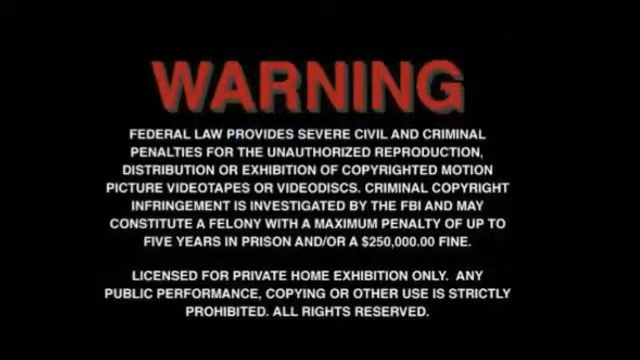 WARNING
FEDERAL LAW PROVIDES SEVERE CIVIL AND CRIMINAL
PENALTIES FOR THE UNAUTHORIZED REPRODUCTION,
DISTRIBUTION OR EXHIBITION OF COPYRIGHTED MOTION
PICTURE VIDEOTAPES OR VIDEODISCS. CRIMINAL COPYRIGHT
INFRINGEMENT IS INVESTIGATED BY THE FBI AND MAY
CONSTITUTE A FELONY WITH A MAXIMUM PENALTY OF UP TO
FIVE YEARS IN PRISON AND/OR A $250,000.00 FINE.
LICENSED FOR PRIVATE HOME EXHIBITION ONLY. ANY
PUBLIC PERFORMANCE, COPYING OR OTHER USE IS STRICTLY
PROHIBITED. ALL RIGHTS RESERVED.